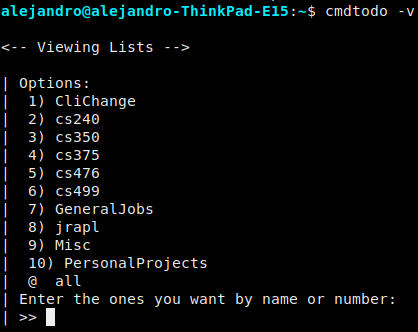 alejandro@alejandro-ThinkPad-E15:~$ cmdtodo -v
<-- Viewing Lists -->
| Options:
|   1) CliChange
|   2) cs240
|   3) cs350
|   4) cs375
|   5) cs476
|   6) cs499
|   7) GeneralJobs
|   8) jrapl
|   9) Misc
|   10) PersonalProjects
|   @  all
| Enter the ones you want by name or number:
| >>